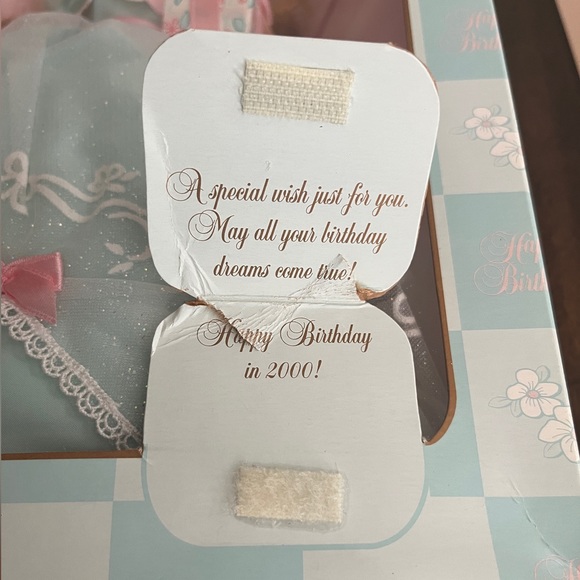 A special wish just for you.
May all your birthday
dreams come true!
Happy Birthday
in 2000!